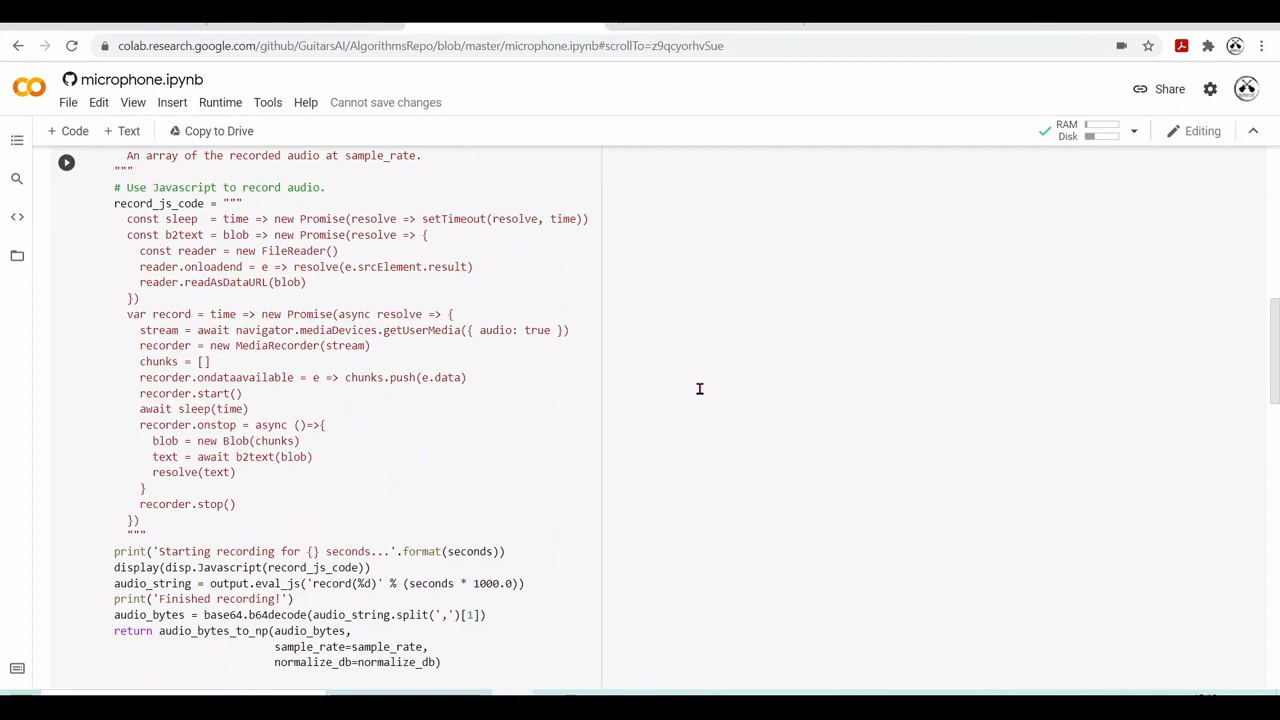 colab.research.google.com/github/GuitarsAI/AlgorithmsRepo/blob/master/microphone.ipynb#scrollTo=z9qcyorhvSue
microphone.ipynb
File Edit View Insert Runtime Tools Help Cannot save changes
Share
+ Code + Text Copy to Drive
RAM
Disk
Editing
An array of the recorded audio at sample_rate.
"""
# Use Javascript to record audio.
record_js_code = """
const sleep  = time => new Promise(resolve => setTimeout(resolve, time))
const b2text = blob => new Promise(resolve => {
const reader = new FileReader()
reader.onloadend = e => resolve(e.srcElement.result)
reader.readAsDataURL(blob)
})
var record = time => new Promise(async resolve => {
stream = await navigator.mediaDevices.getUserMedia({ audio: true })
recorder = new MediaRecorder(stream)
chunks = []
recorder.ondataavailable = e => chunks.push(e.data)
recorder.start()
await sleep(time)
recorder.onstop = async ()=>{
blob = new Blob(chunks)
text = await b2text(blob)
resolve(text)
}
recorder.stop()
})
"""
print('Starting recording for {} seconds...'.format(seconds))
display(disp.Javascript(record_js_code))
audio_string = output.eval_js('record(%d)' % (seconds * 1000.0))
print('Finished recording!')
audio_bytes = base64.b64decode(audio_string.split(',')[1])
return audio_bytes_to_np(audio_bytes,
sample_rate=sample_rate,
normalize_db=normalize_db)